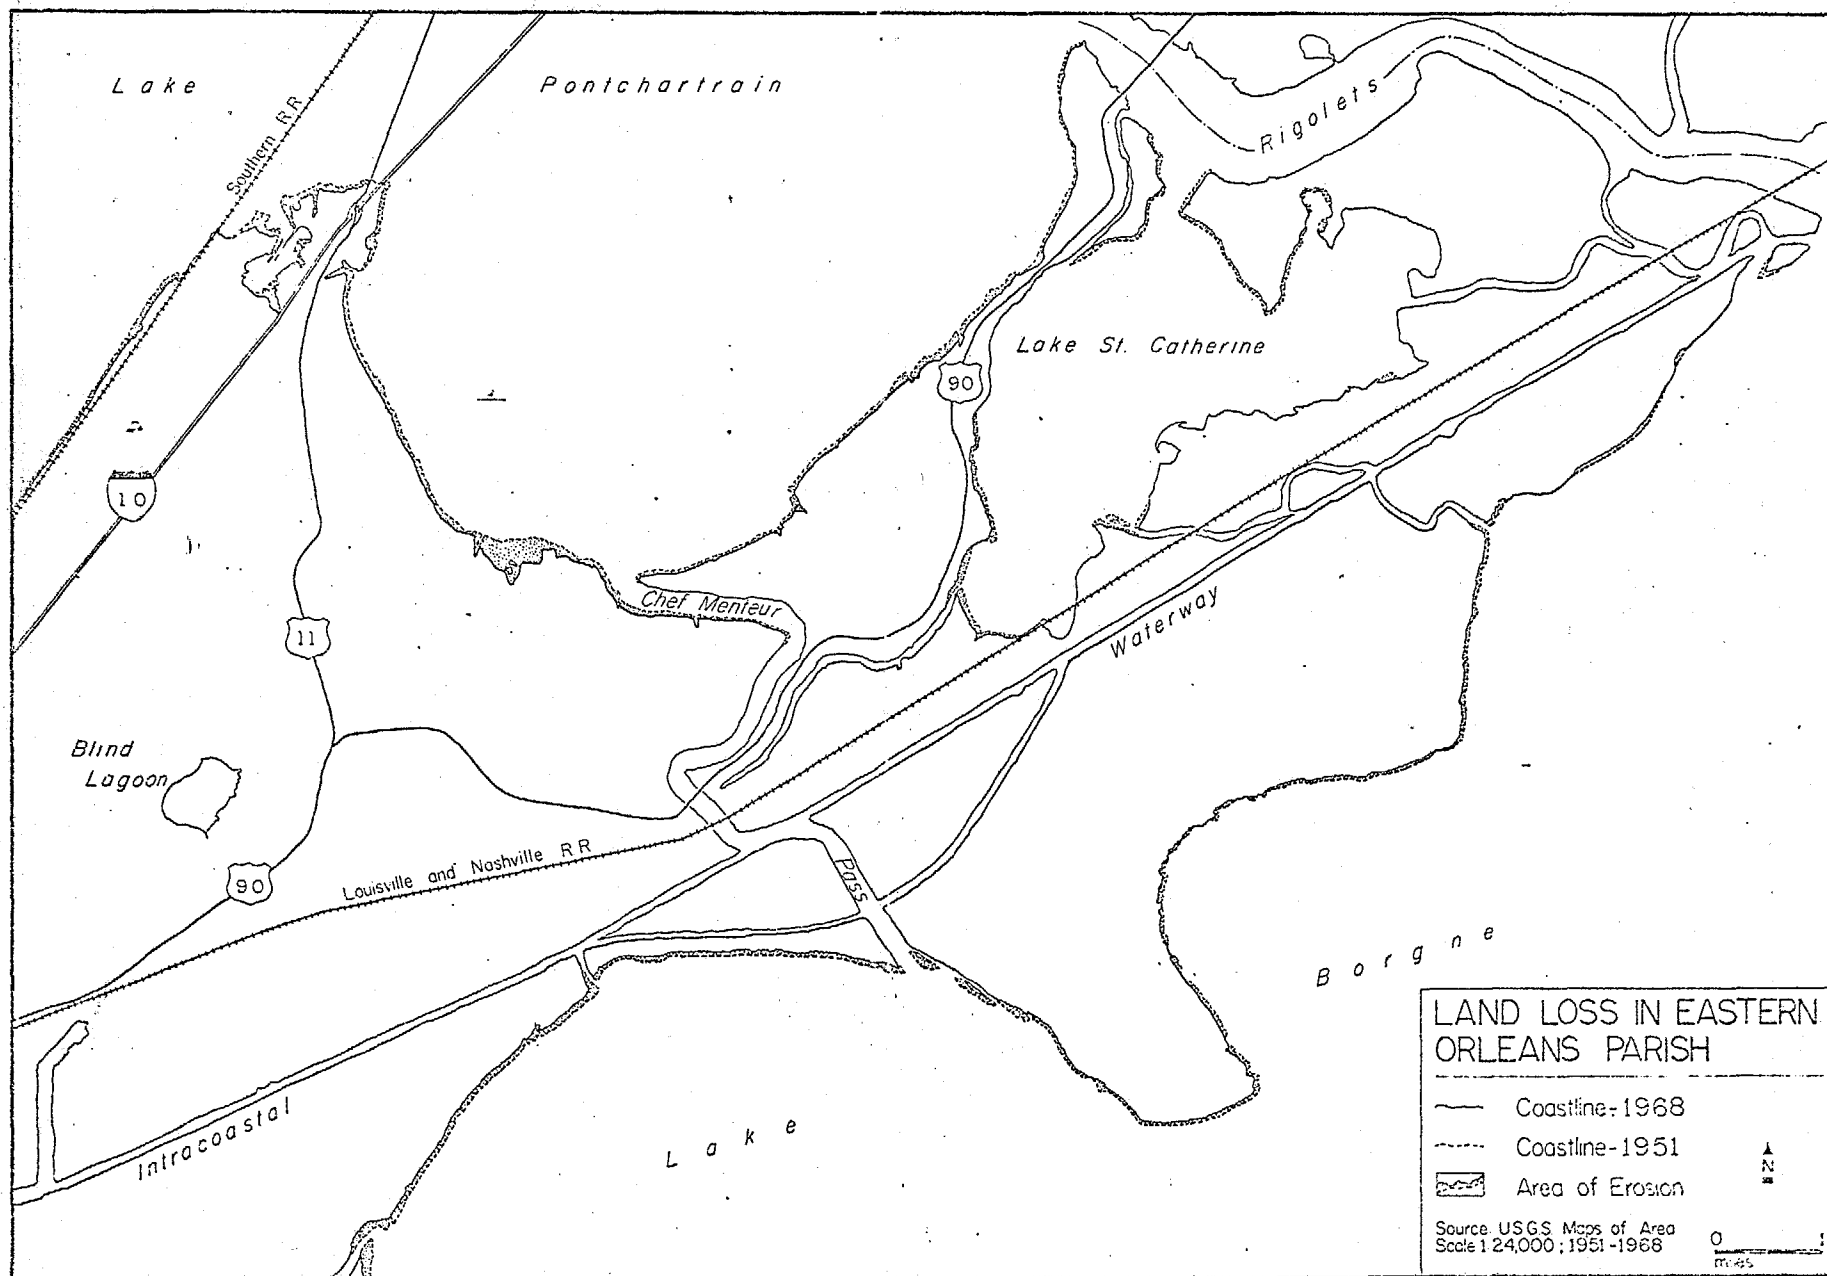 Lake
Pontchartrain
Southern RR
Rigolets
Lake St. Catherine
90
10
Chef Menteur
11
Waterway
Blind
Lagoon
90
Louisville and Nashville RR
Pass
Borgne
Intracoastal
Lake
LAND LOSS IN EASTERN
ORLEANS PARISH
Coastline-1968
Coastline-1951
Area of Erosion
N
Source USGS Maps of Area
Scale 1:24,000; 1951-1968
0 1
miles